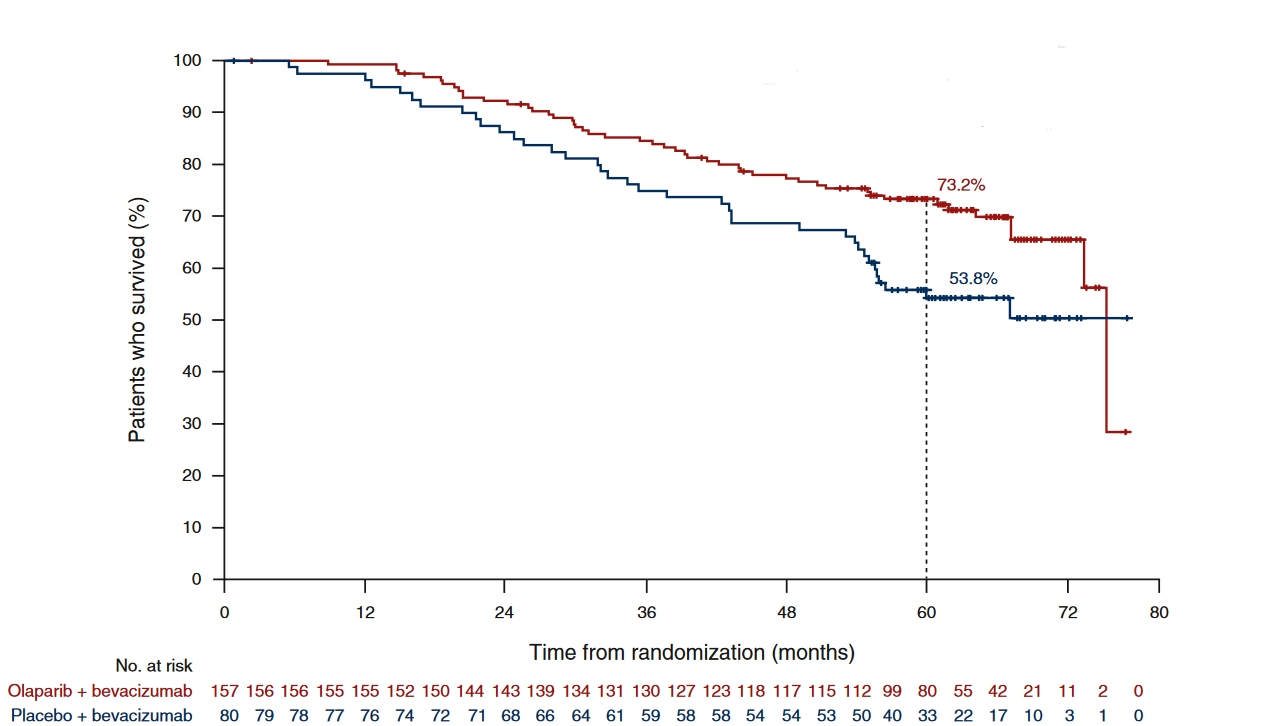 100
90
80
70
60
50
40
30
20
10
0
Patients who survived (%)
73.2%
53.8%
0 12 24 36 48 60 72 80
Time from randomization (months)
No. at risk
Olaparib + bevacizumab 157 156 156 155 155 152 150 144 143 139 134 131 130 127 123 118 117 115 112 99 80 55 42 21 11 2 0
Placebo + bevacizumab 80 79 78 77 76 74 72 71 68 66 64 61 59 58 58 54 54 53 50 40 33 22 17 10 3 1 0